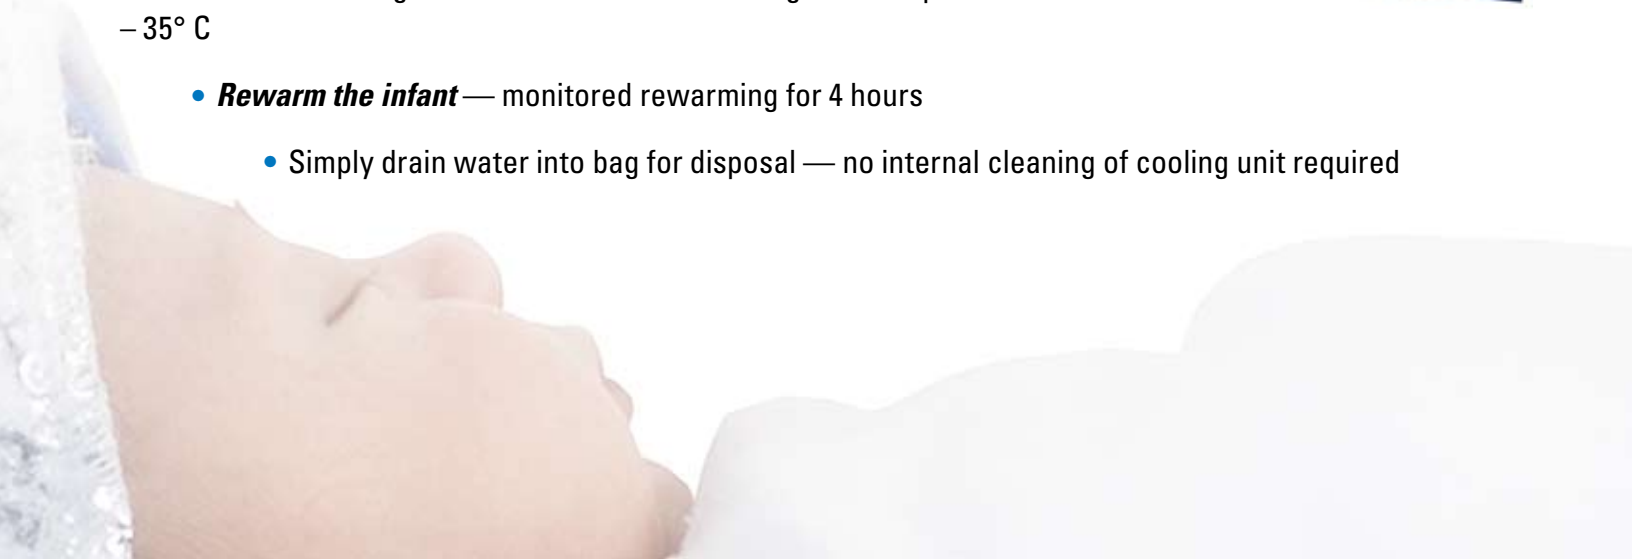 – 35° C
• Rewarm the infant — monitored rewarming for 4 hours
• Simply drain water into bag for disposal — no internal cleaning of cooling unit required